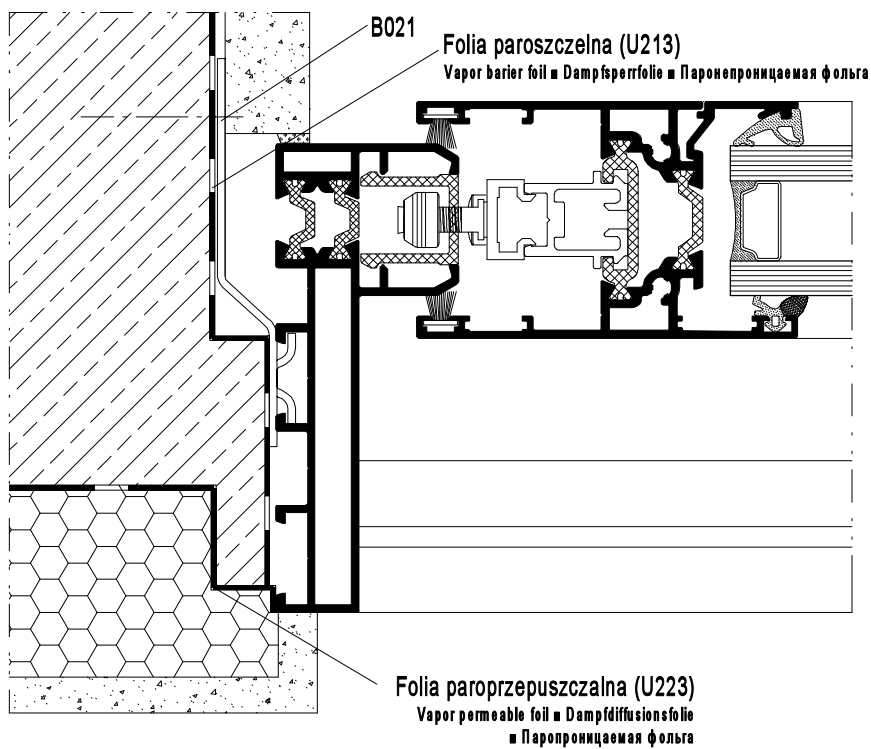 B021
Folia paroszczelna (U213)
Vapor barier foil ■ Dampfsperrfolie ■ Паронепроницаемая фольга
Folia paroprzepuszczalna (U223)
Vapor permeable foil ■ Dampfdiffusionsfolie
■ Паропроницаемая фольга